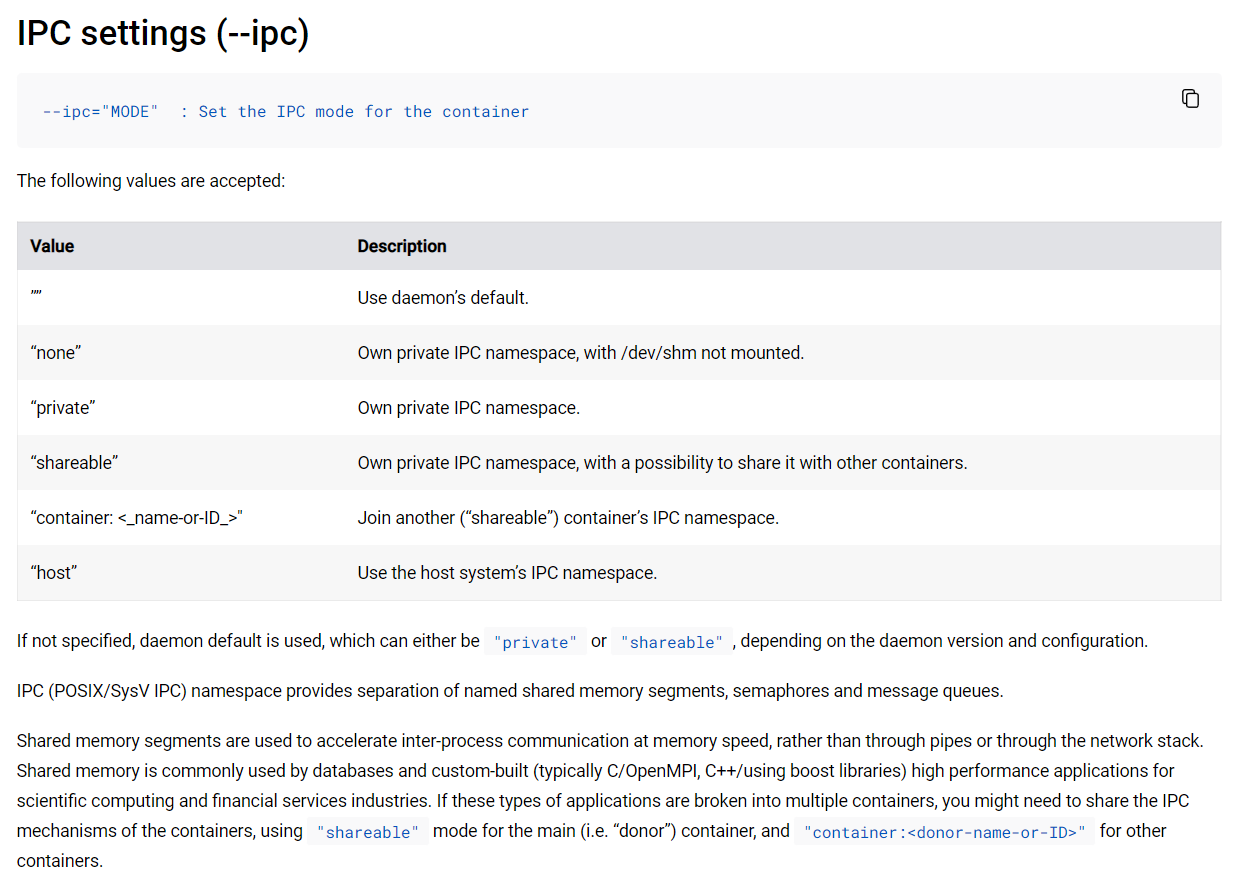 IPC settings (--ipc)
--ipc="MODE"  : Set the IPC mode for the container
The following values are accepted:
Value Description
”” Use daemon’s default.
“none” Own private IPC namespace, with /dev/shm not mounted.
“private” Own private IPC namespace.
“shareable” Own private IPC namespace, with a possibility to share it with other containers.
“container: <_name-or-ID_>" Join another (“shareable”) container’s IPC namespace.
“host” Use the host system’s IPC namespace.
If not specified, daemon default is used, which can either be "private" or "shareable" , depending on the daemon version and configuration.
IPC (POSIX/SysV IPC) namespace provides separation of named shared memory segments, semaphores and message queues.
Shared memory segments are used to accelerate inter-process communication at memory speed, rather than through pipes or through the network stack.
Shared memory is commonly used by databases and custom-built (typically C/OpenMPI, C++/using boost libraries) high performance applications for
scientific computing and financial services industries. If these types of applications are broken into multiple containers, you might need to share the IPC
mechanisms of the containers, using "shareable" mode for the main (i.e. “donor”) container, and "container:<donor-name-or-ID>" for other
containers.